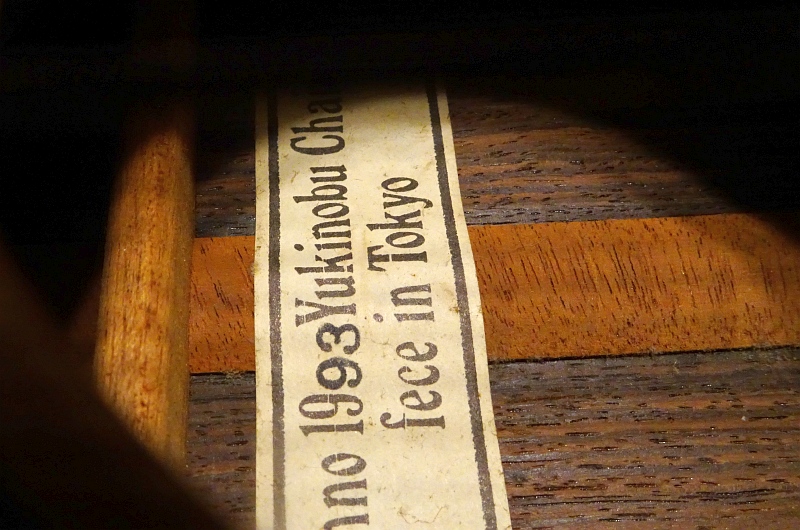 nno 1993 Yukinobu Cha
fece in Tokyo